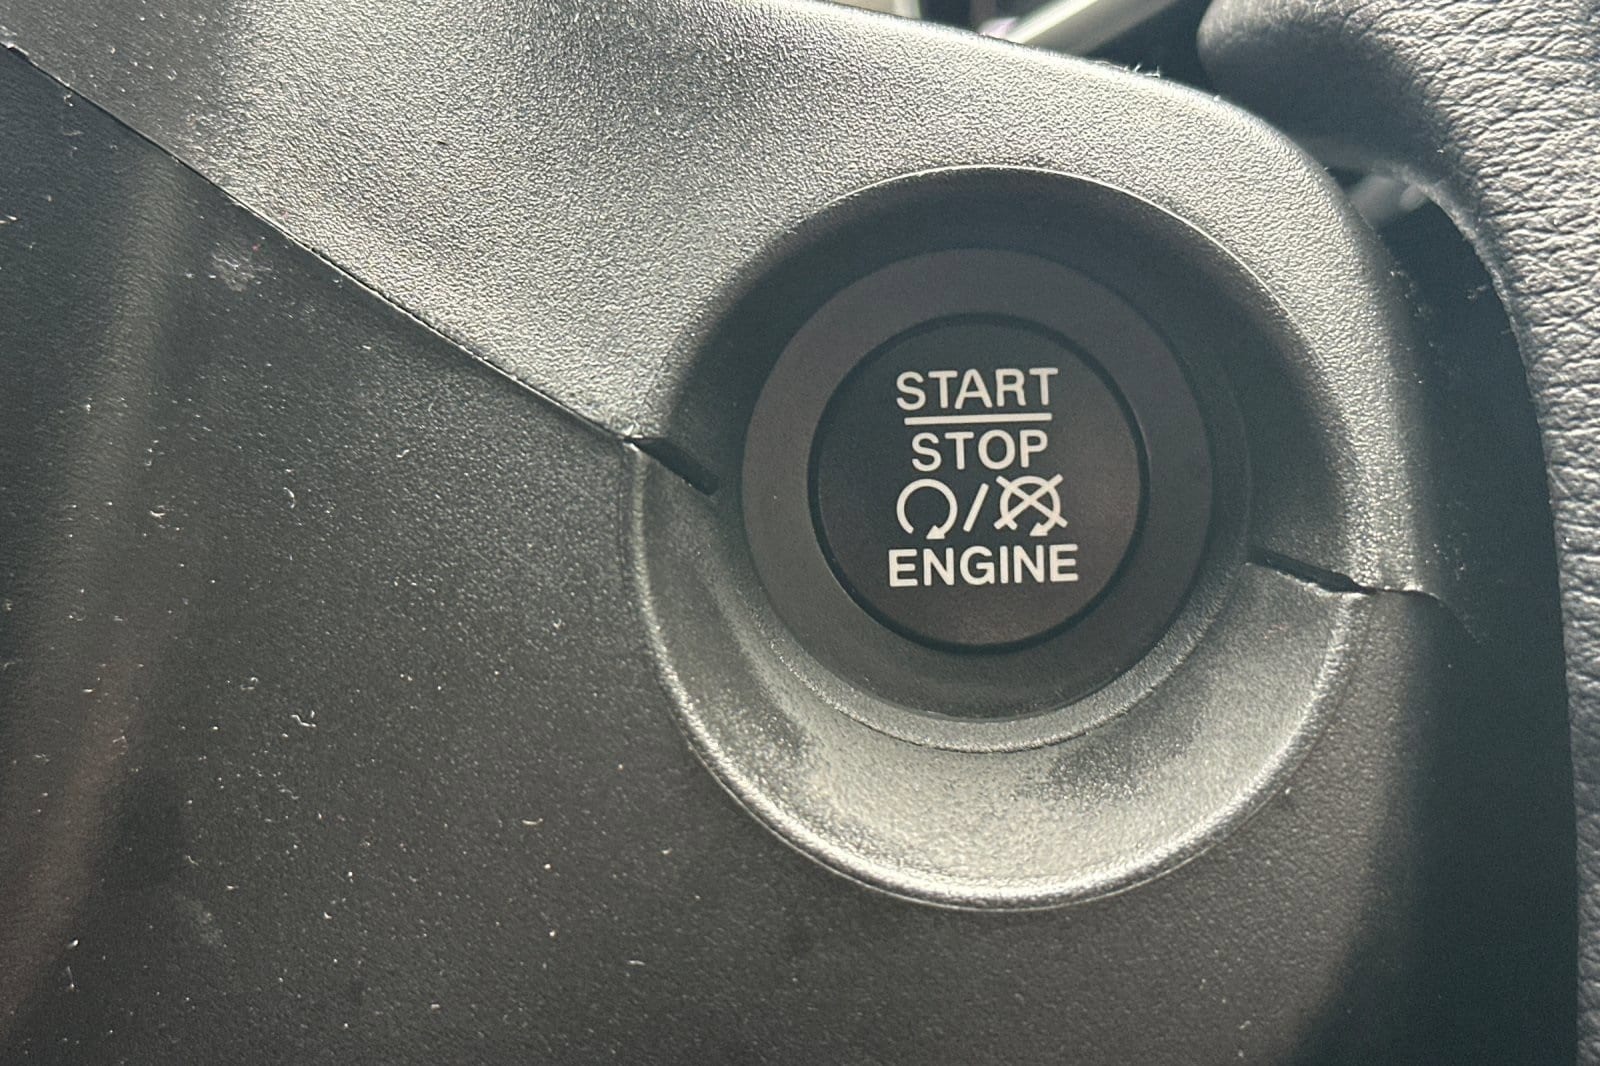 START
STOP
/
ENGINE